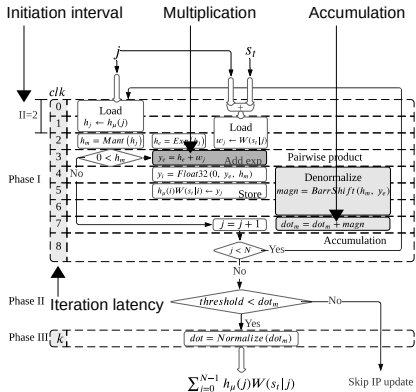 Initiation interval
Multiplication
Accumulation
clk
j
s_t
0
Load
+
II=2
1
h_j ← h_μ(j)
Load
2
h_m = Mant(h_j)
h_e = Ex
w_j ← W(s_t|j)
3
0 < h_m
y_e = h_e + w_j
Add exp
Pairwise product
Phase I
No
4
y_i = Float32(0, y_e, h_m)
Denormalize
magn = BarrShift(h_m, y_e)
5
h_μ(i)W(s_t|i) ← y_i
Store
6
7
j = j + 1
dot_m = dot_m + magn
8
j < N
Yes
Accumulation
No
Phase II
Iteration latency
threshold < dot_m
No
Yes
Phase III
k
dot = Normalize(dot_m)
∑_{j=0}^{N-1} h_μ(j)W(s_t|j)
Skip IP update